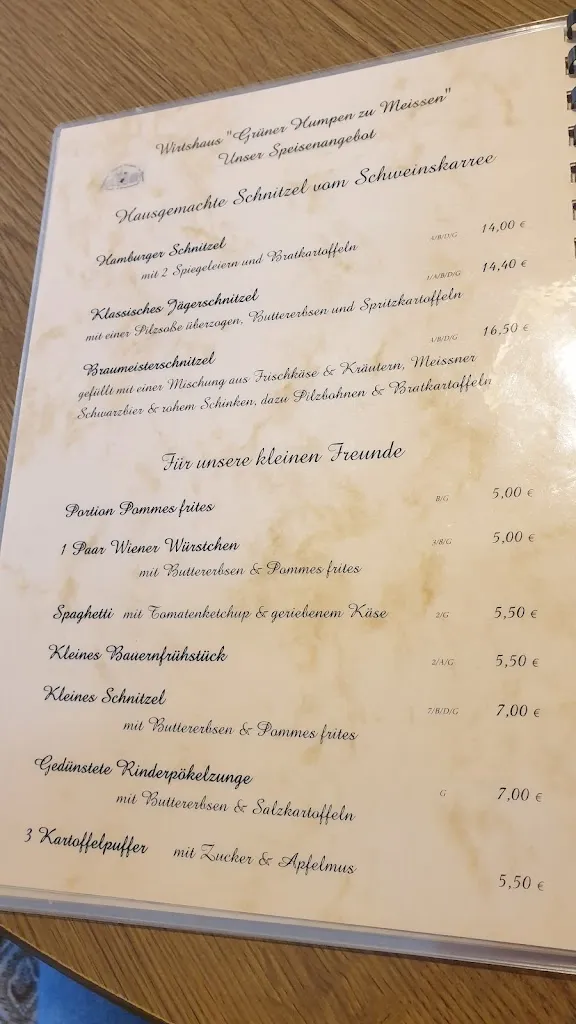 Wirtshaus "Grüner Humpen zu Meissen"
Unser Speisenangebot
Hausgemachte Schnitzel vom Schweinskarree
Hamburger Schnitzel
mit 2 Spiegeleiern und Bratkartoffeln 1/B/D/G 14,00 €
Klassisches Jägerschnitzel 1/A/B/D/G 14,40 €
mit einer Pilzsoße überzogen, Buttererbsen und Spritzkartoffeln
Braumeisterschnitzel 1/B/D/G 16,50 €
gefüllt mit einer Mischung aus Frischkäse & Kräutern, Meissner
Schwarzbier & rohem Schinken, dazu Pilzbohnen & Bratkartoffeln
Für unsere kleinen Freunde
Portion Pommes frites B/G 5,00 €
1 Paar Wiener Würstchen 3/8/G 5,00 €
mit Buttererbsen & Pommes frites
Spaghetti mit Tomatenketchup & geriebenem Käse 2/G 5,50 €
Kleines Bauernfrühstück 2/A/G 5,50 €
Kleines Schnitzel 7/B/D/G 7,00 €
mit Buttererbsen & Pommes frites
Gedünstete Rinderpökelzunge G 7,00 €
mit Buttererbsen & Salzkartoffeln
3 Kartoffelpuffer mit Zucker & Apfelmus 5,50 €